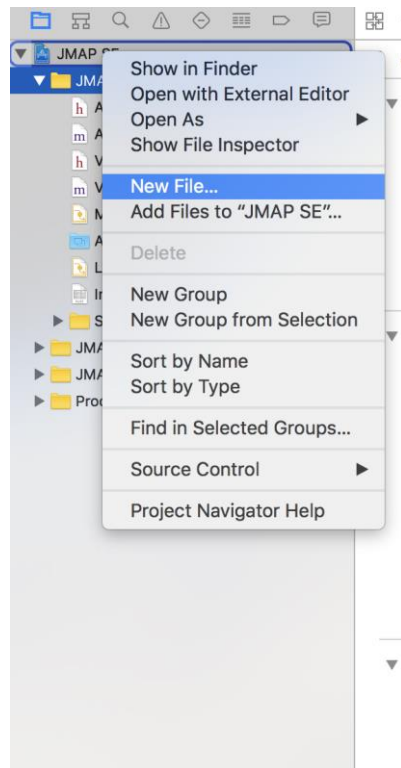 JMAP SE
JMA
h A
m A
h V
m V
M
A
L
In
S
JMA
JMA
Proc
Show in Finder
Open with External Editor
Open As
Show File Inspector
New File...
Add Files to “JMAP SE”...
Delete
New Group
New Group from Selection
Sort by Name
Sort by Type
Find in Selected Groups...
Source Control
Project Navigator Help